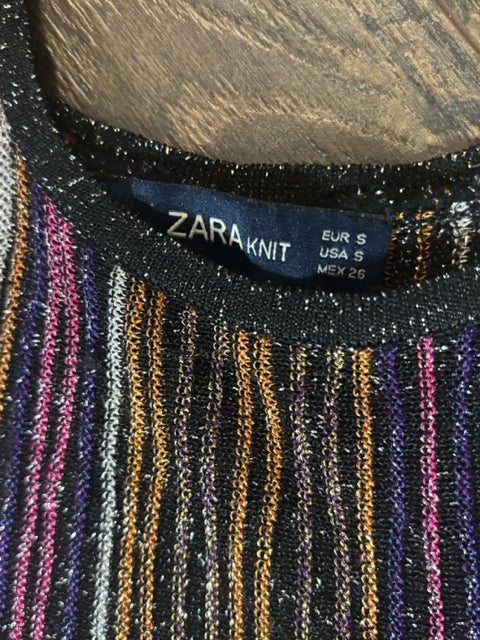 ZARA KNIT
EUR S
USA S
MEX 26